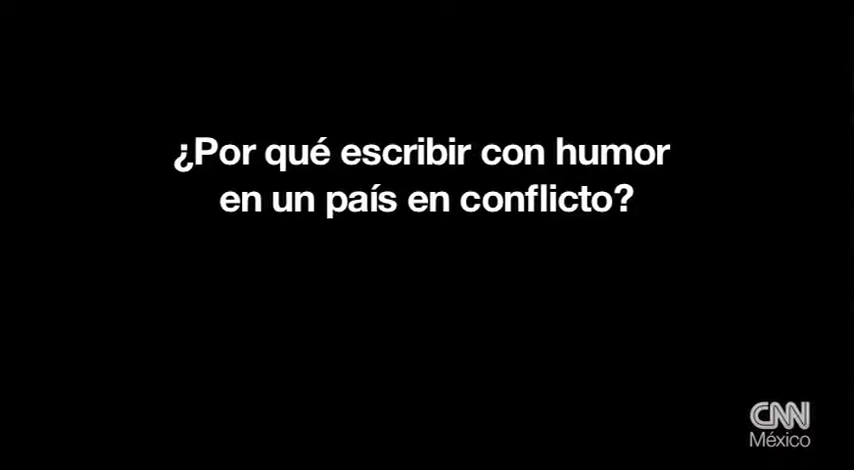 ¿Por qué escribir con humor
en un país en conflicto?
CNN
México